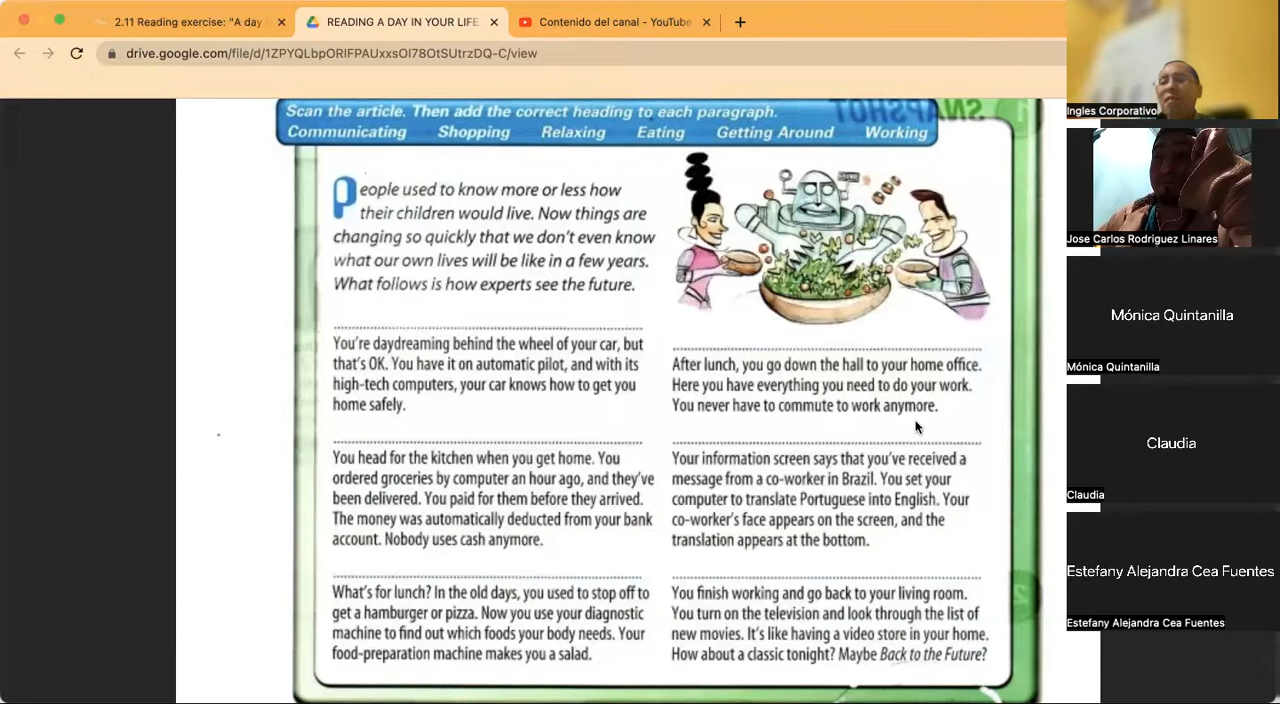 2.11 Reading exercise: "A day i
READING A DAY IN YOUR LIFE
Contenido del canal - YouTube
drive.google.com/file/d/1ZPYQLbpORlFPAUxxsOl78OtSUtrzDQ-C/view
SNAPSHOT
Scan the article. Then add the correct heading to each paragraph.
Communicating Shopping Relaxing Eating Getting Around Working
People used to know more or less how
their children would live. Now things are
changing so quickly that we don't even know
what our own lives will be like in a few years.
What follows is how experts see the future.
You're daydreaming behind the wheel of your car, but
that's OK. You have it on automatic pilot, and with its
high-tech computers, your car knows how to get you
home safely.
You head for the kitchen when you get home. You
ordered groceries by computer an hour ago, and they've
been delivered. You paid for them before they arrived.
The money was automatically deducted from your bank
account. Nobody uses cash anymore.
What's for lunch? In the old days, you used to stop off to
get a hamburger or pizza. Now you use your diagnostic
machine to find out which foods your body needs. Your
food-preparation machine makes you a salad.
After lunch, you go down the hall to your home office.
Here you have everything you need to do your work.
You never have to commute to work anymore.
Your information screen says that you've received a
message from a co-worker in Brazil. You set your
computer to translate Portuguese into English. Your
co-worker's face appears on the screen, and the
translation appears at the bottom.
You finish working and go back to your living room.
You turn on the television and look through the list of
new movies. It's like having a video store in your home.
How about a classic tonight? Maybe Back to the Future?
Ingles Corporativo
Jose Carlos Rodriguez Linares
Mónica Quintanilla
Mónica Quintanilla
Claudia
Claudia
Estefany Alejandra Cea Fuentes
Estefany Alejandra Cea Fuentes